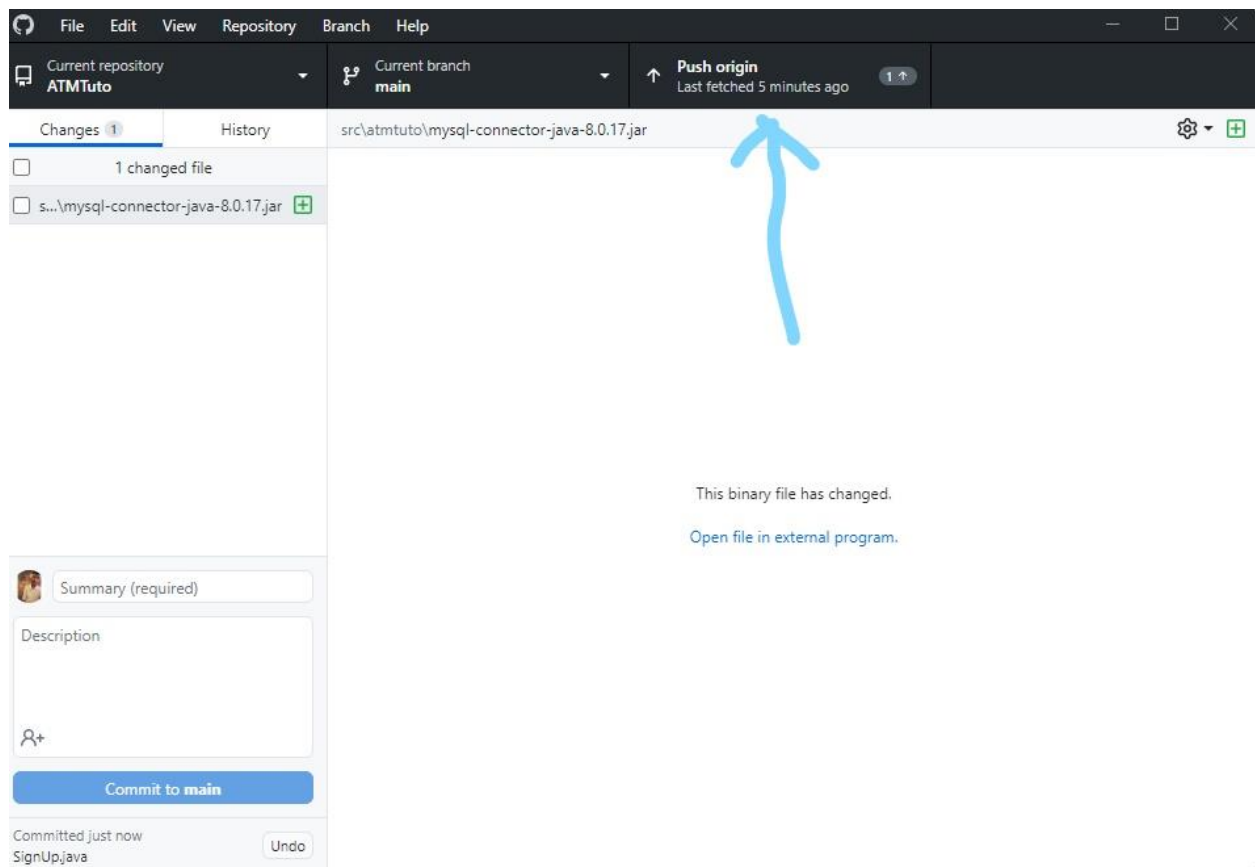 File Edit View Repository Branch Help
Current repository
ATMTuto
Current branch
main
Push origin
Last fetched 5 minutes ago
1
Changes 1
History
src\atmtuto\mysql-connector-java-8.0.17.jar
1 changed file
s...\mysql-connector-java-8.0.17.jar
This binary file has changed.
Open file in external program.
Summary (required)
Description
Commit to main
Committed just now
SignUp.java
Undo